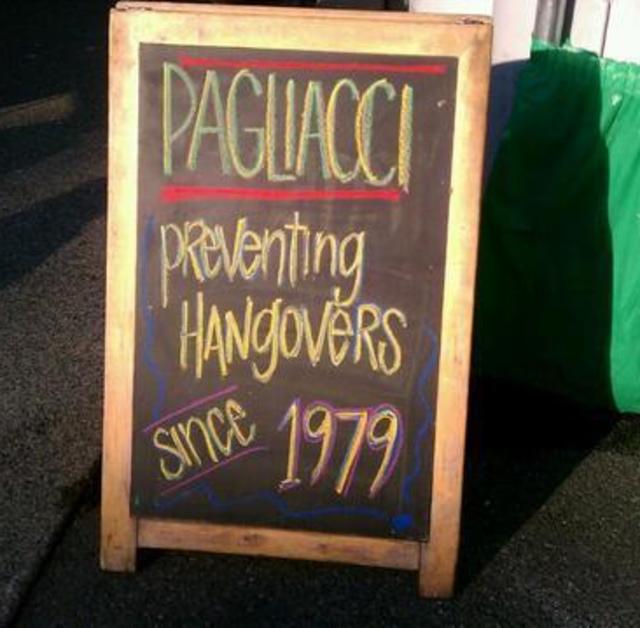 PAGLIACCI
preventing
HANgOVeRS
since 1979